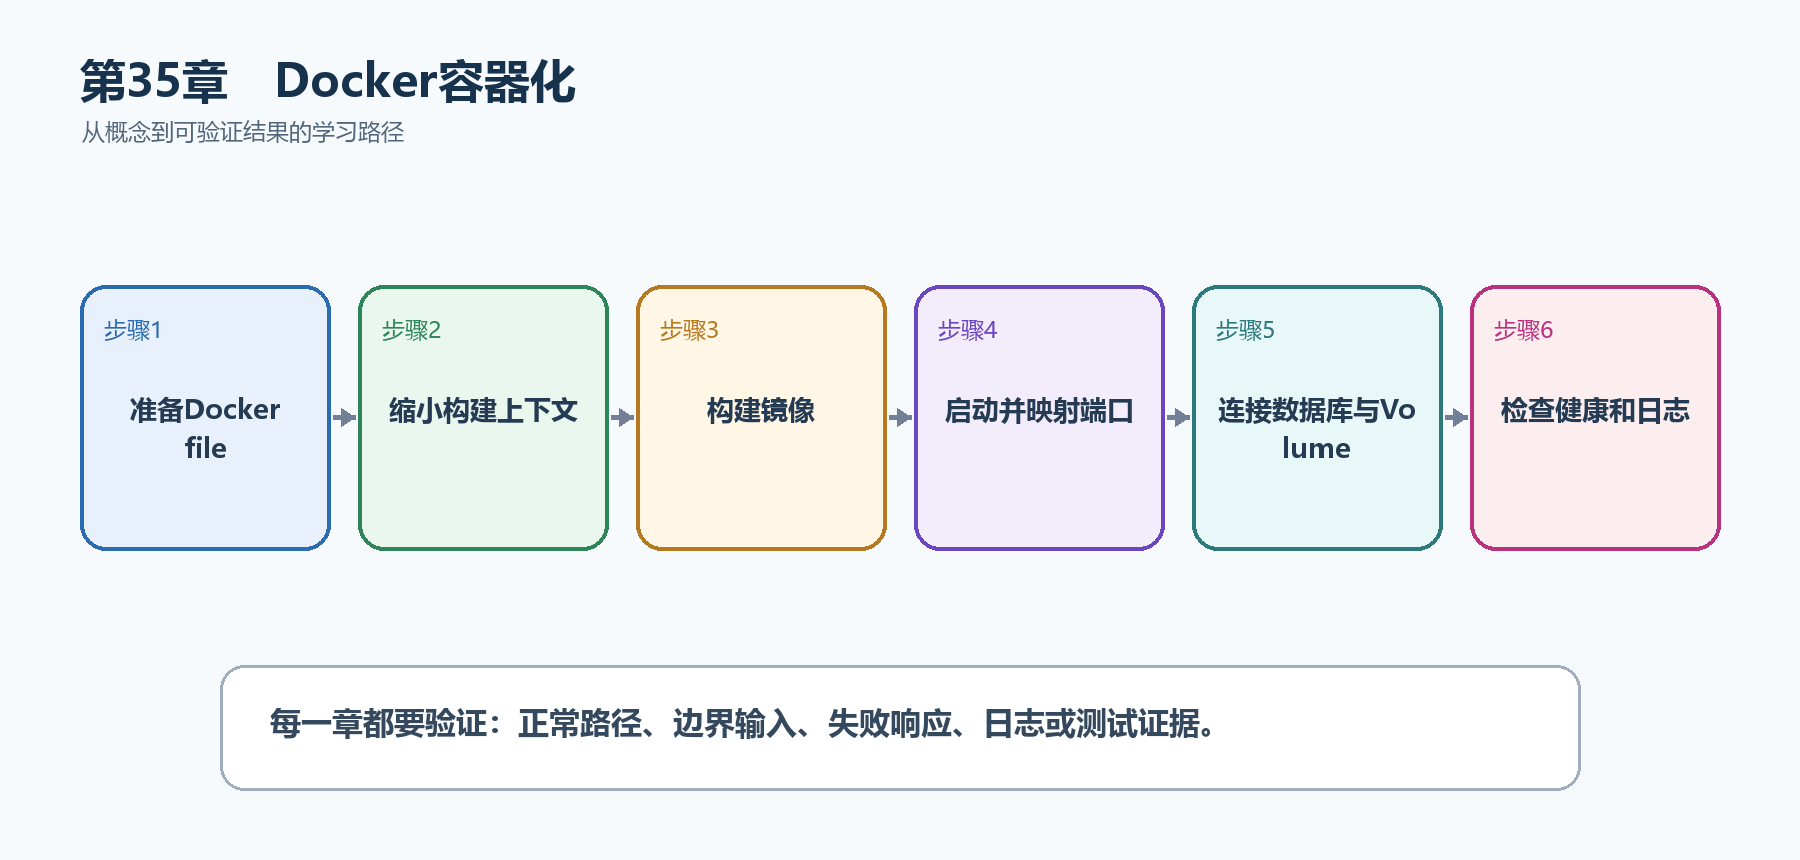 第35章　Docker容器化
从概念到可验证结果的学习路径
步骤1
准备Docker
file
步骤2
缩小构建上下文
步骤3
构建镜像
步骤4
启动并映射端口
步骤5
连接数据库与Vo
lume
步骤6
检查健康和日志
每一章都要验证：正常路径、边界输入、失败响应、日志或测试证据。